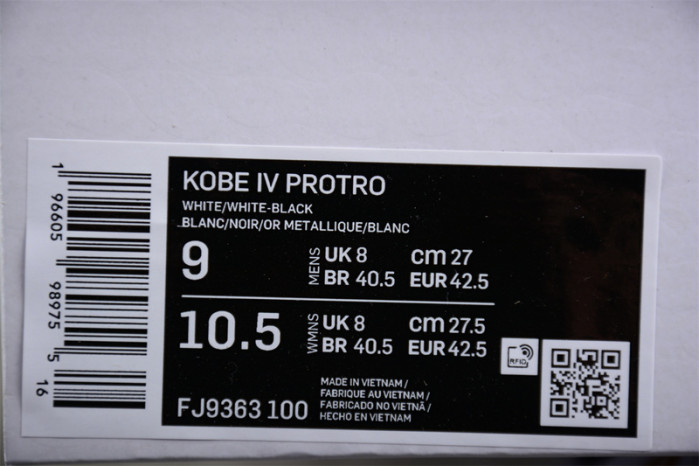 KOBE IV PROTRO
WHITE/WHITE-BLACK
BLANC/NOIR/OR METALLIQUE/BLANC
9 MENS UK 8 cm 27
BR 40.5 EUR 42.5
10.5 WMNS UK 8 cm 27.5
BR 40.5 EUR 42.5
RFID
FJ9363 100
MADE IN VIETNAM /
FABRIQUE AU VIETNAM /
FABRICADO NO VIETNÃ /
HECHO EN VIETNAM
1 96605 98975 5 16